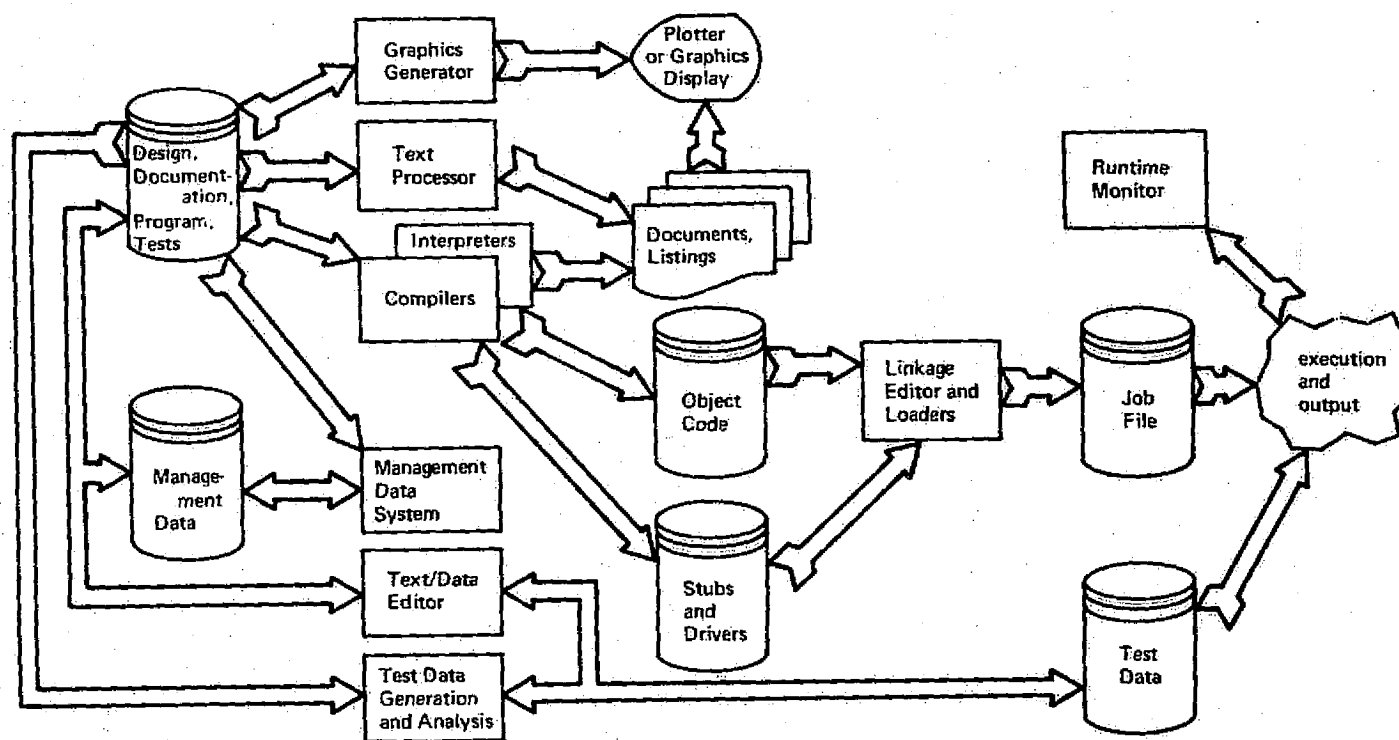 Graphics
Generator
Plotter
or Graphics
Display
Design,
Document-
ation,
Program,
Tests
Text
Processor
Interpreters
Compilers
Documents,
Listings
Runtime
Monitor
Object
Code
Linkage
Editor and
Loaders
Job
File
execution
and
output
Manage-
ment
Data
Management
Data
System
Text/Data
Editor
Stubs
and
Drivers
Test Data
Generation
and Analysis
Test
Data